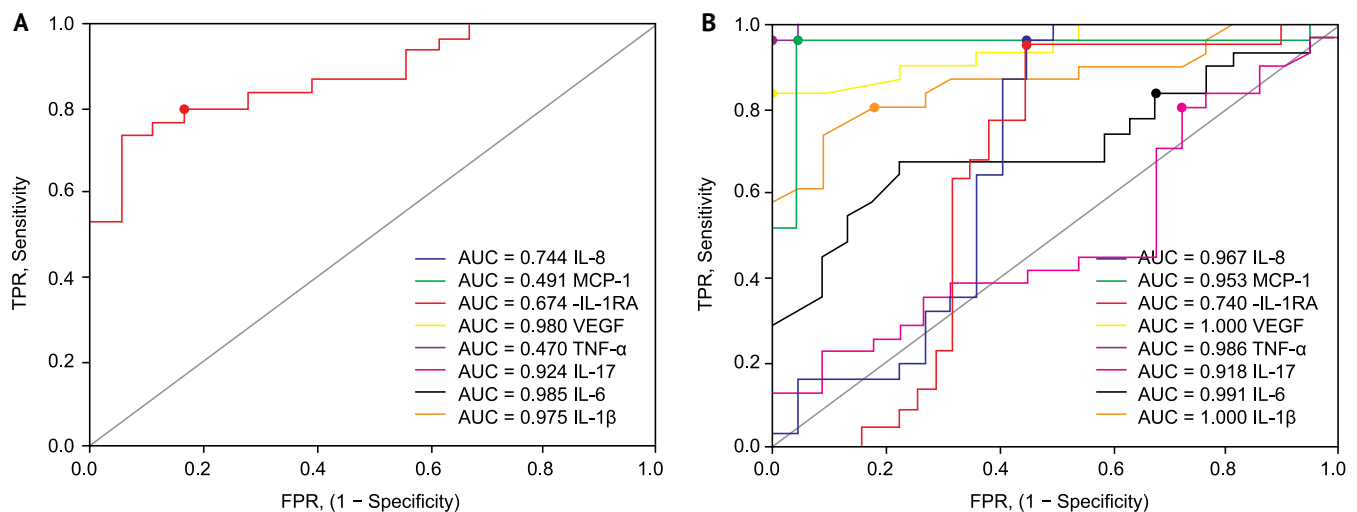 A
TPR, Sensitivity
1.0
0.8
0.6
0.4
0.2
0.0
AUC = 0.744 IL-8
AUC = 0.491 MCP-1
AUC = 0.674 -IL-1RA
AUC = 0.980 VEGF
AUC = 0.470 TNF-α
AUC = 0.924 IL-17
AUC = 0.985 IL-6
AUC = 0.975 IL-1β
0.0 0.2 0.4 0.6 0.8 1.0
FPR, (1 − Specificity)
B
TPR, Sensitivity
1.0
0.8
0.6
0.4
0.2
0.0
AUC = 0.967 IL-8
AUC = 0.953 MCP-1
AUC = 0.740 -IL-1RA
AUC = 1.000 VEGF
AUC = 0.986 TNF-α
AUC = 0.918 IL-17
AUC = 0.991 IL-6
AUC = 1.000 IL-1β
0.0 0.2 0.4 0.6 0.8 1.0
FPR, (1 − Specificity)